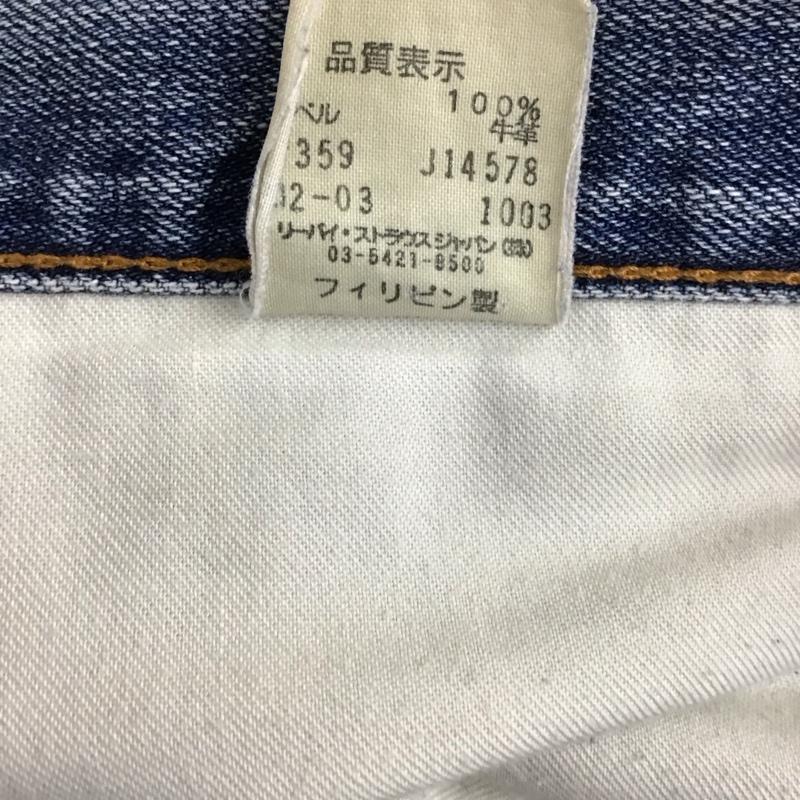 品質表示
100%
ベル 牛革
359 J14578
02-03 1003
リーバイ・ストラウスジャパン(株)
03-5421-8500
フィリピン製